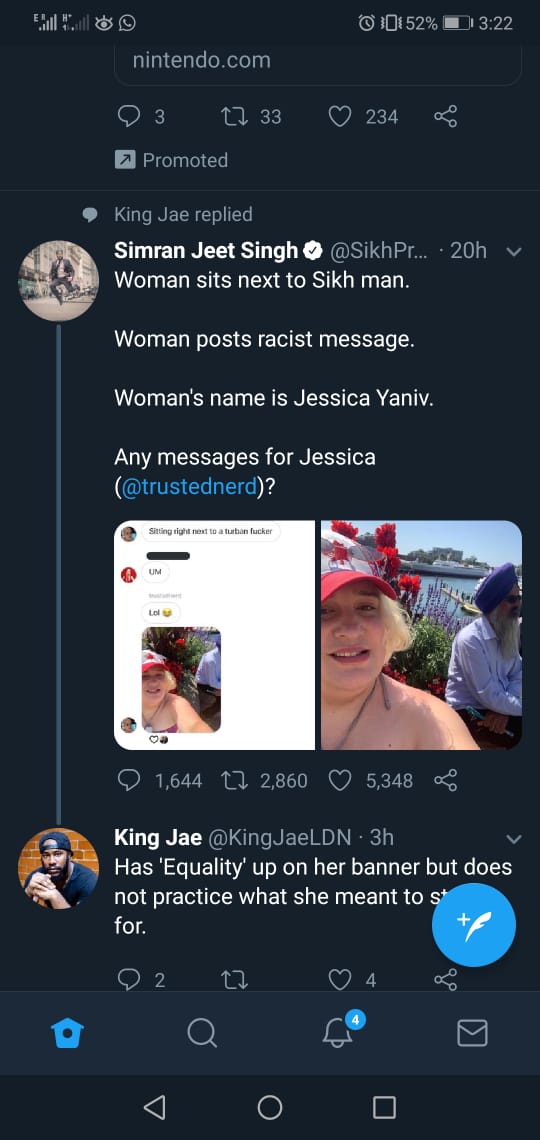 52% 3:22
nintendo.com
3 33 234
Promoted
King Jae replied
Simran Jeet Singh @SikhPr... · 20h
Woman sits next to Sikh man.
Woman posts racist message.
Woman's name is Jessica Yaniv.
Any messages for Jessica
(@trustednerd)?
Sitting right next to a turban fucker
UM
trustednerd
Lol 😂
1,644 2,860 5,348
King Jae @KingJaeLDN · 3h
Has 'Equality' up on her banner but does
not practice what she meant to
for.
2 4
4